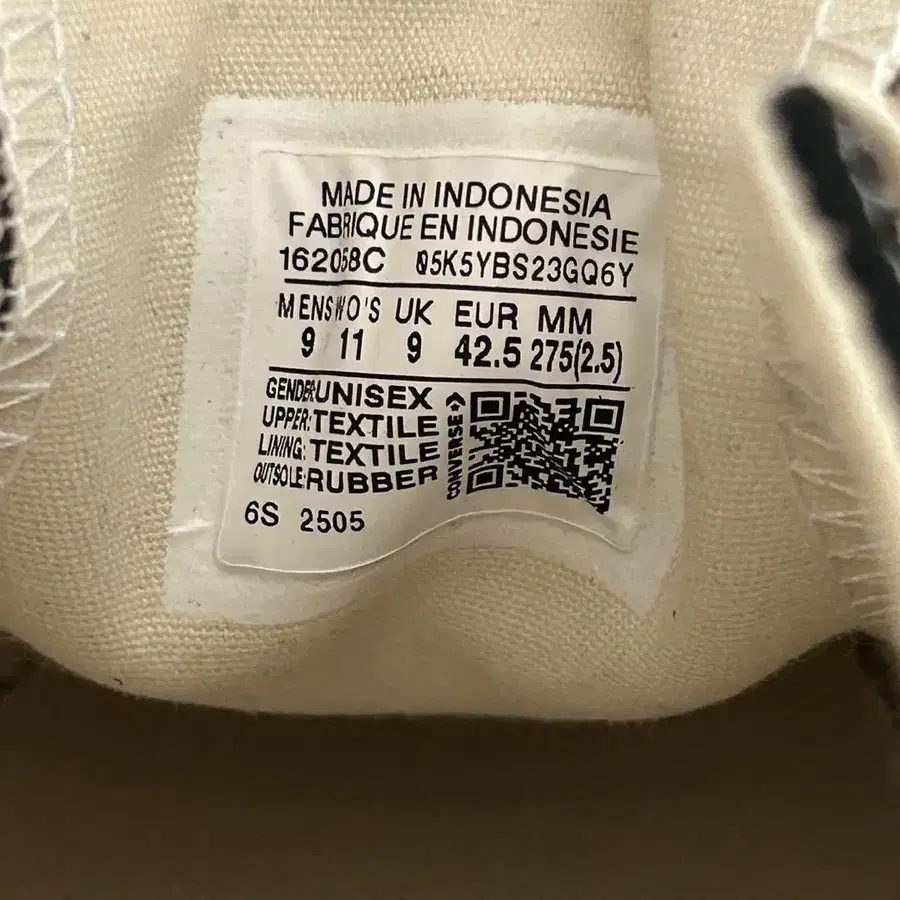 MADE IN INDONESIA
FABRIQUE EN INDONESIE
162058C 05K5YBS23GQ6Y
MENS WO'S UK EUR MM
9 11 9 42.5 275(2.5)
GENDER:UNISEX
UPPER:TEXTILE
LINING:TEXTILE
OUTSOLE:RUBBER
CONVERSE
6S 2505